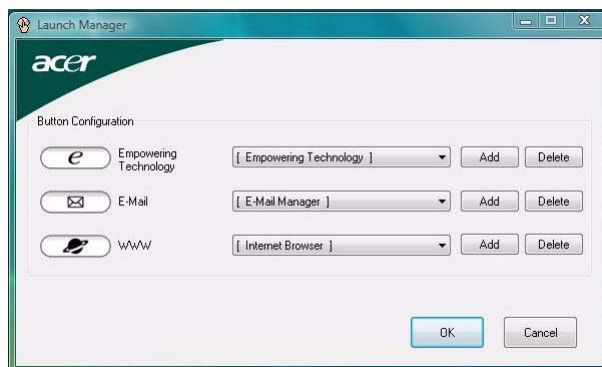 Launch Manager
acer
Button Configuration
e Empowering Technology [ Empowering Technology ] Add Delete
E-Mail [ E-Mail Manager ] Add Delete
WWW [ Internet Browser ] Add Delete
OK Cancel